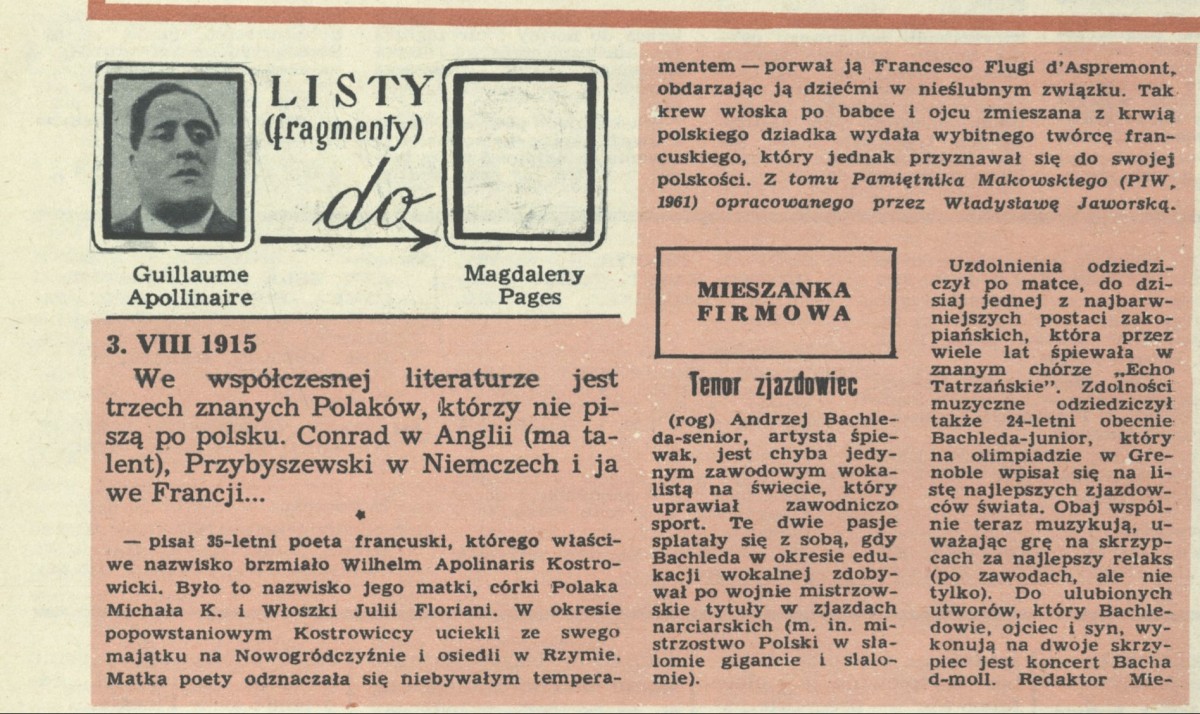 LISTY
(fragmenty)
do
Guillaume
Apollinaire
Magdaleny
Pages
3. VIII 1915
We współczesnej literaturze jest
trzech znanych Polaków, którzy nie pi-
szą po polsku. Conrad w Anglii (ma ta-
lent), Przybyszewski w Niemczech i ja
we Francji...
*
— pisał 35-letni poeta francuski, którego właści-
we nazwisko brzmiało Wilhelm Apolinaris Kostro-
wicki. Było to nazwisko jego matki, córki Polaka
Michała K. i Włoszki Julii Floriani. W okresie
popowstaniowym Kostrowiccy uciekli ze swego
majątku na Nowogródczyźnie i osiedli w Rzymie.
Matka poety odznaczała się niebywałym tempera-
mentem — porwał ją Francesco Flugi d'Aspremont,
obdarzając ją dziećmi w nieślubnym związku. Tak
krew włoska po babce i ojcu zmieszana z krwią
polskiego dziadka wydała wybitnego twórcę fran-
cuskiego, który jednak przyznawał się do swojej
polskości. Z tomu Pamiętnika Makowskiego (PIW,
1961) opracowanego przez Władysławę Jaworską.
MIESZANKA
FIRMOWA
Tenor zjazdowiec
(rog) Andrzej Bachle-
da-senior, artysta śpie-
wak, jest chyba jedy-
nym zawodowym woka-
listą na świecie, który
uprawiał zawodniczo
sport. Te dwie pasje
splatały się z sobą, gdy
Bachleda w okresie edu-
kacji wokalnej zdoby-
wał po wojnie mistrzow-
skie tytuły w zjazdach
narciarskich (m. in. mi-
strzostwo Polski w sla-
lomie gigancie i slalo-
mie).
Uzdolnienia odziedzi-
czył po matce, do dzi-
siaj jednej z najbarw-
niejszych postaci zako-
piańskich, która przez
wiele lat śpiewała w
znanym chórze „Echo
Tatrzańskie”. Zdolności
muzyczne odziedziczył
także 24-letni obecnie
Bachleda-junior, który
na olimpiadzie w Gre-
noble wpisał się na li-
stę najlepszych zjazdow-
ców świata. Obaj wspól-
nie teraz muzykują, u-
ważając grę na skrzyp-
cach za najlepszy relaks
(po zawodach, ale nie
tylko). Do ulubionych
utworów, który Bachle-
dowie, ojciec i syn, wy-
konują na dwoje skrzy-
piec jest koncert Bacha
d-moll. Redaktor Mie-